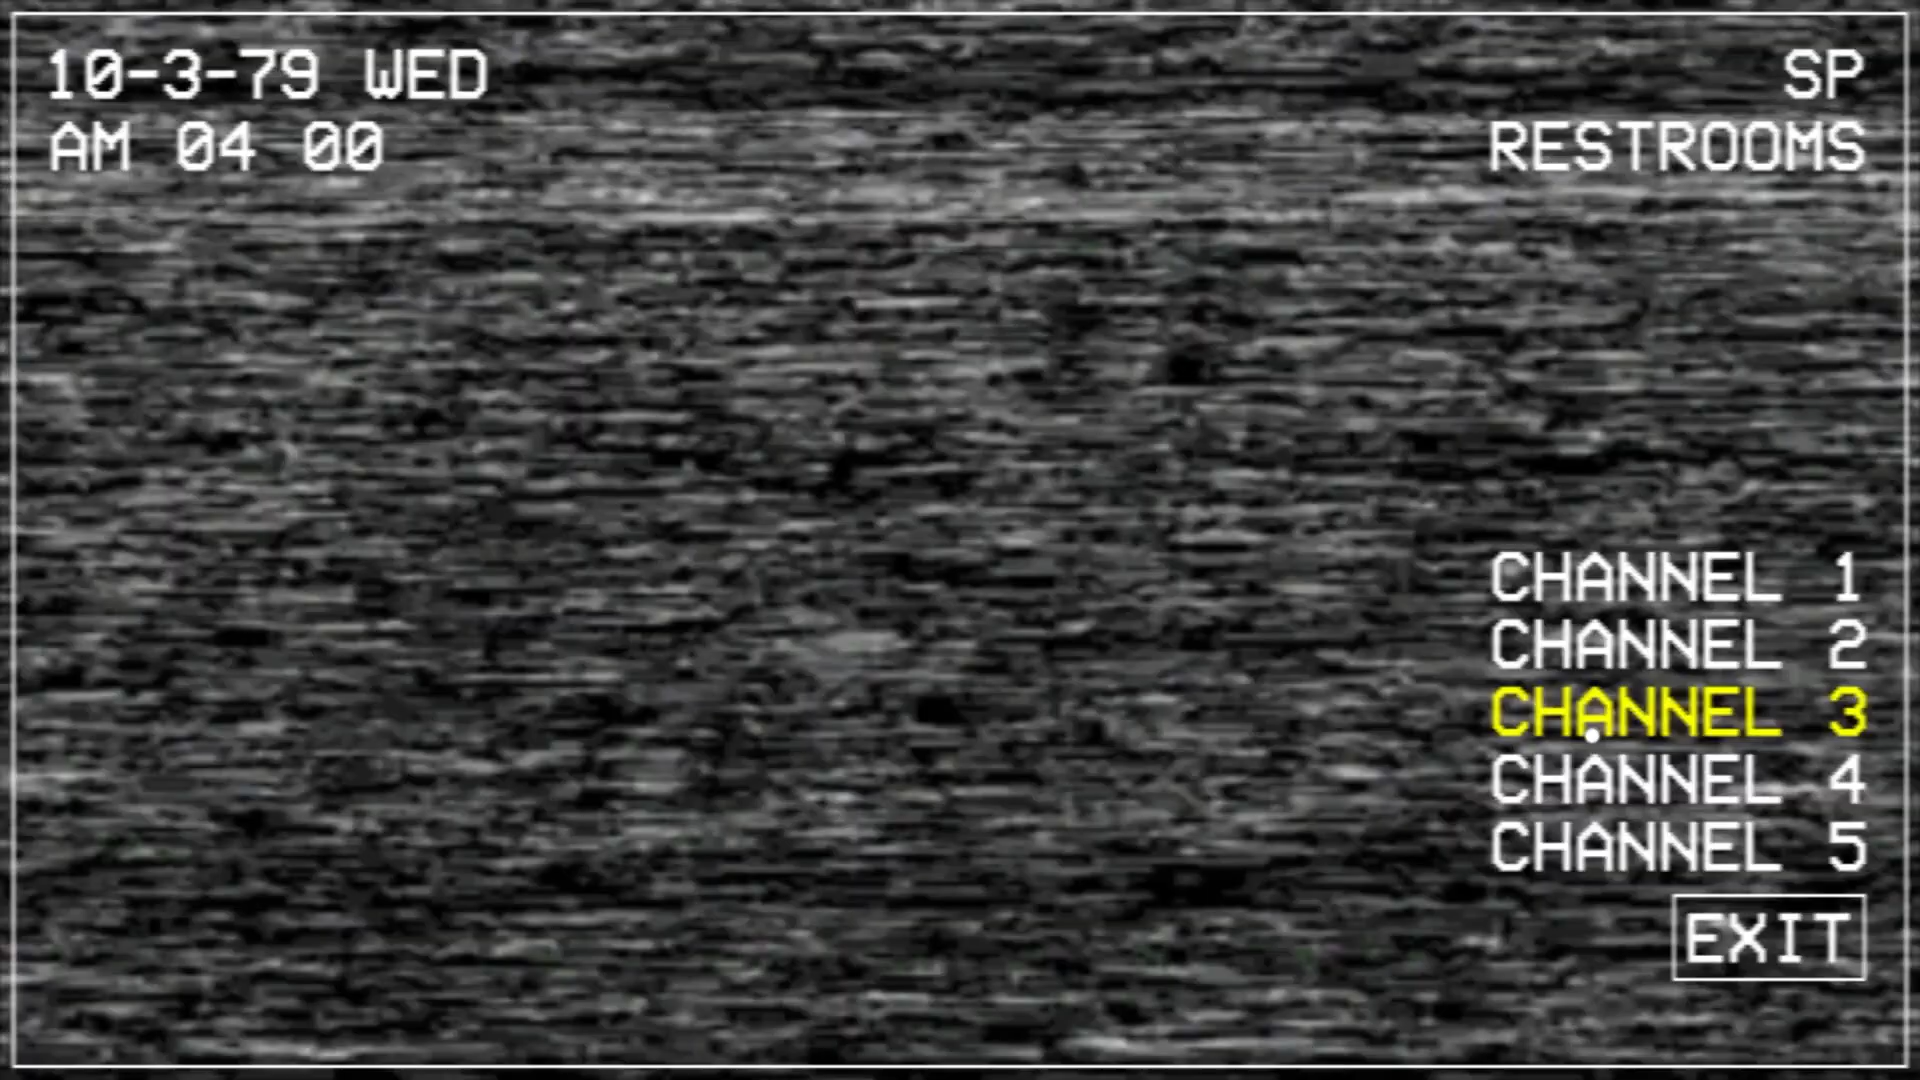 10-3-79 WED
AM 04 00
SP
RESTROOMS
CHANNEL 1
CHANNEL 2
CHANNEL 3
CHANNEL 4
CHANNEL 5
EXIT